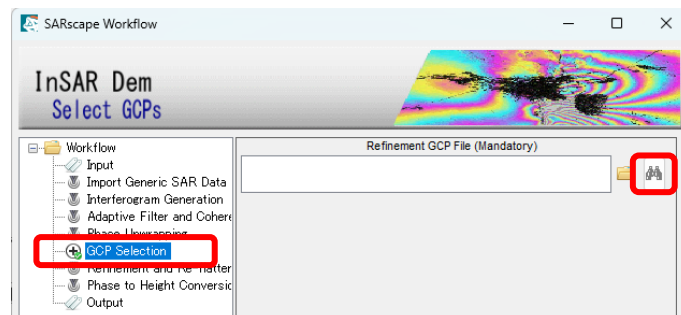 SARscape Workflow
InSAR Dem
Select GCPs
Workflow
Input
Import Generic SAR Data
Interferogram Generation
Adaptive Filter and Cohere
Phase Unwrapping
GCP Selection
Refinement and Re-flatter
Phase to Height Conversic
Output
Refinement GCP File (Mandatory)